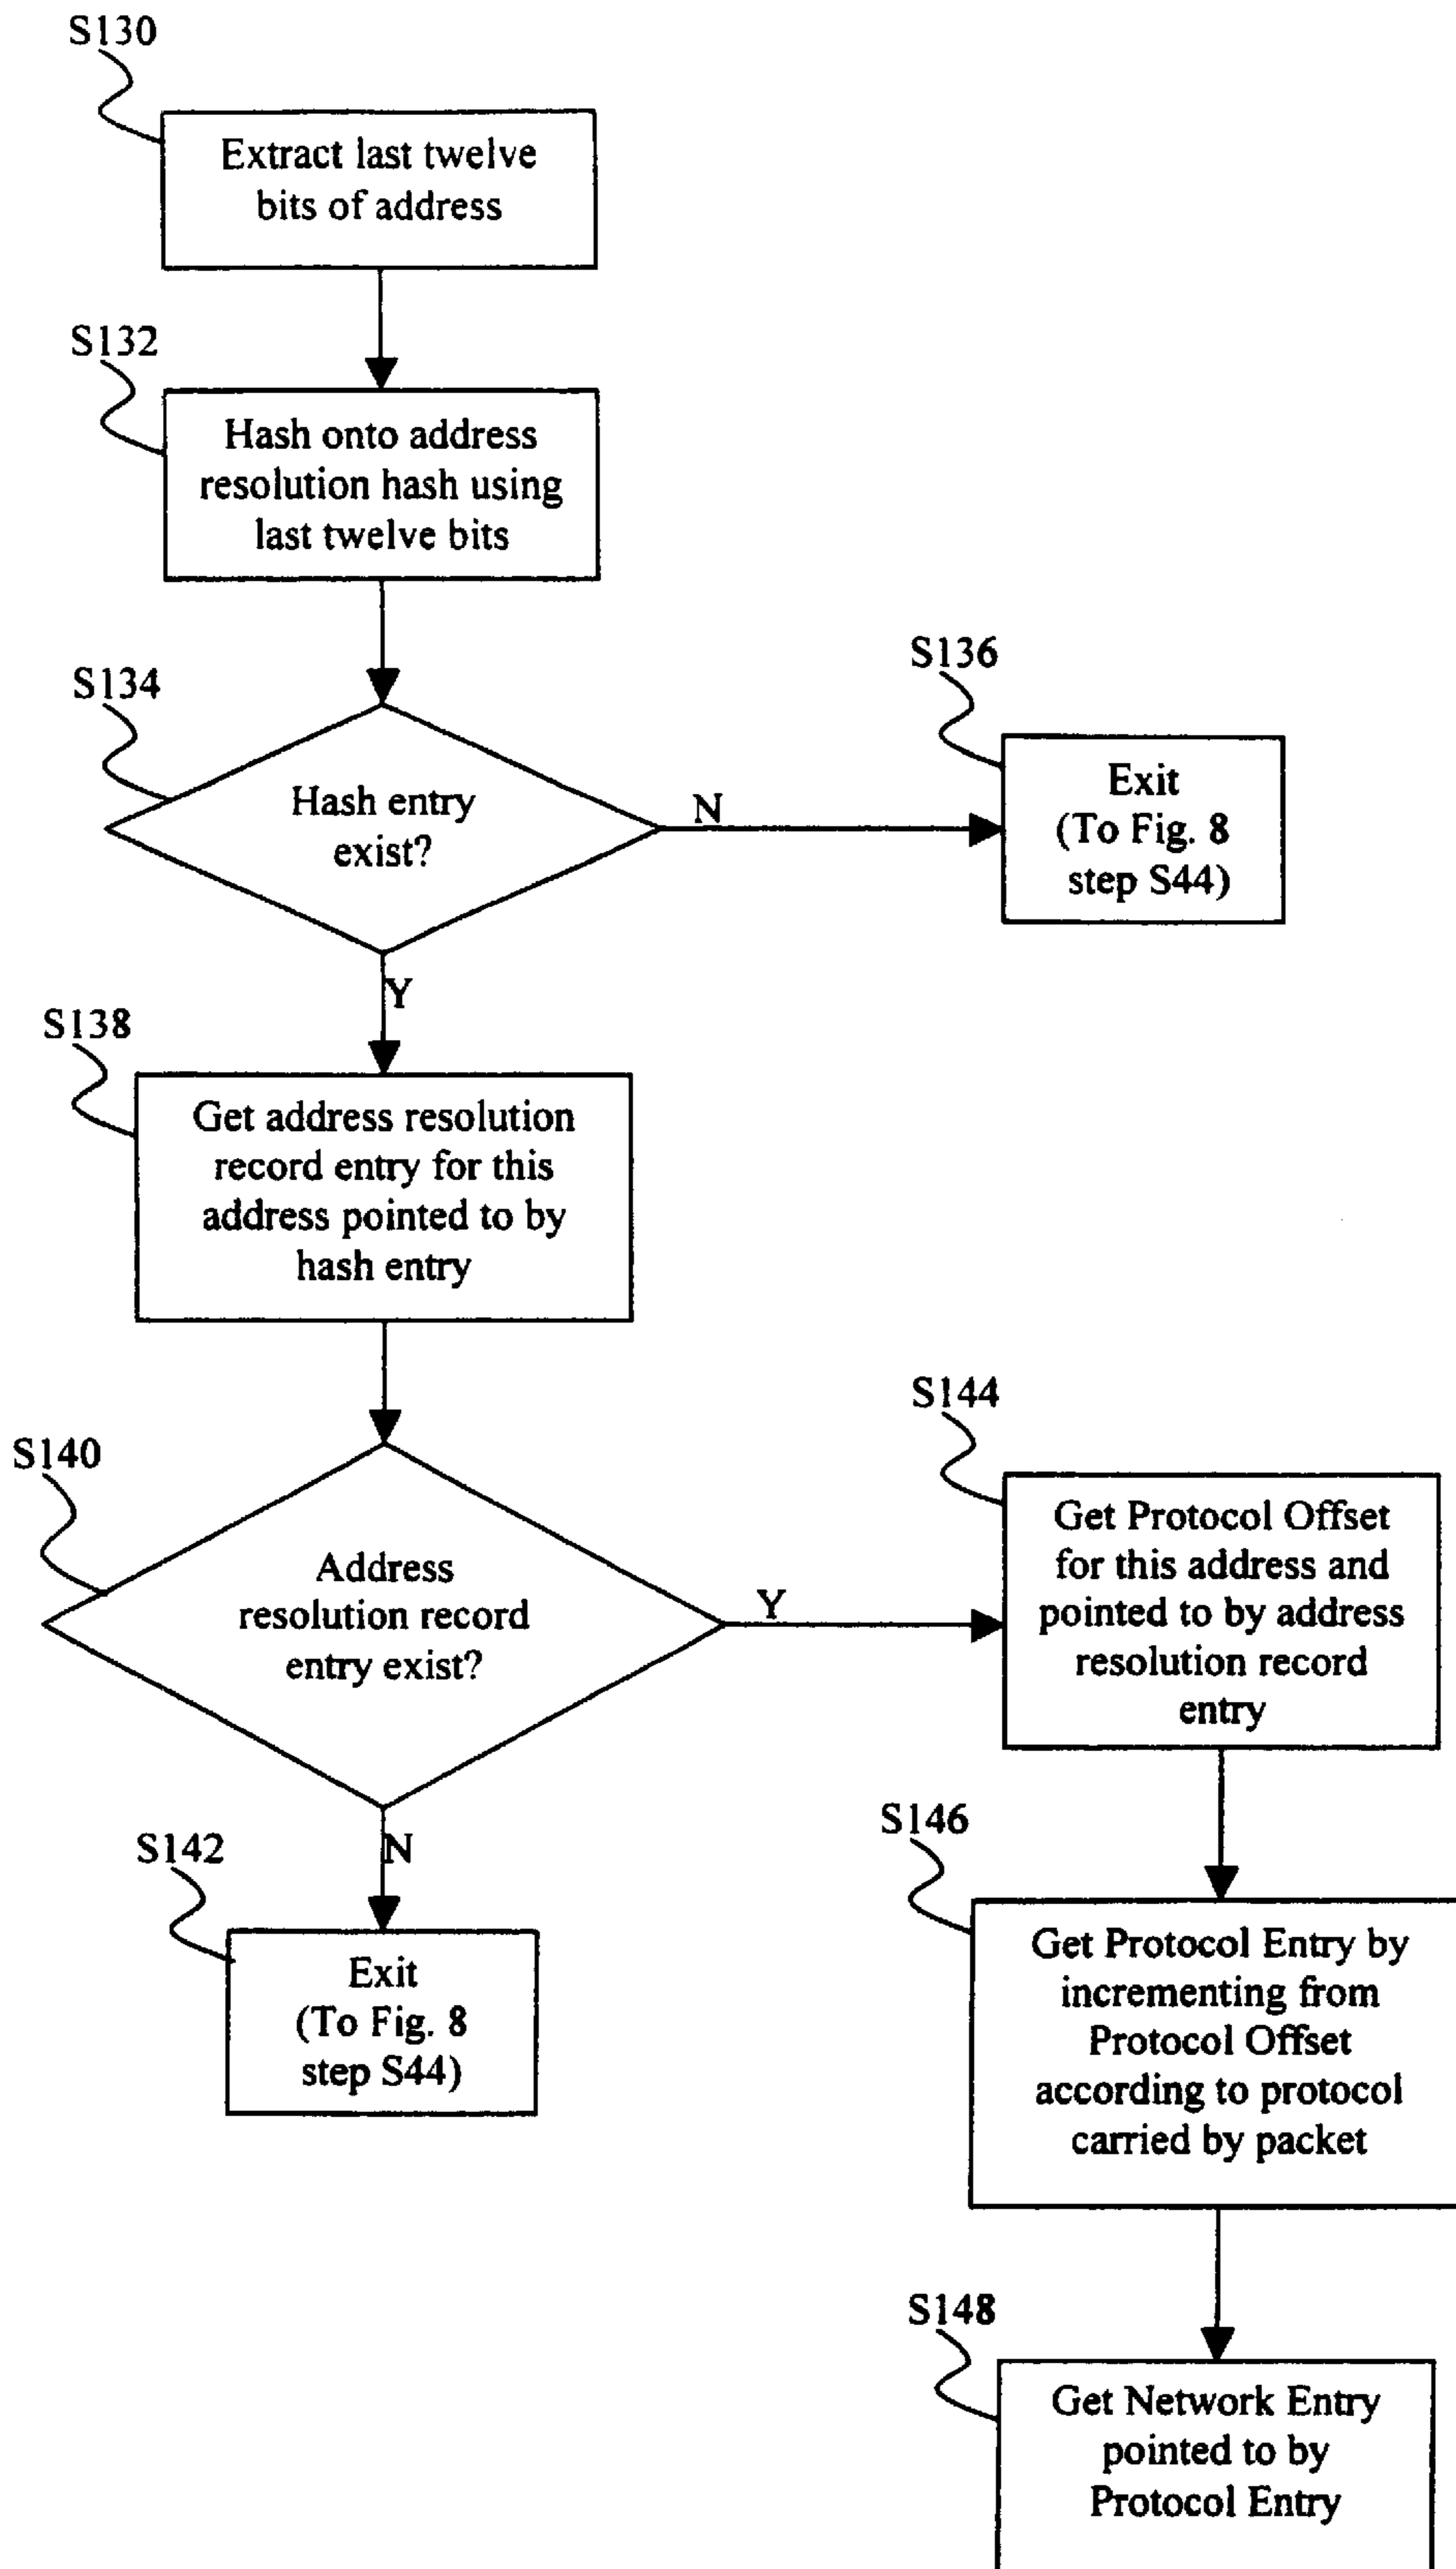 S130
Extract last twelve
bits of address
S132
Hash onto address
resolution hash using
last twelve bits
S134
Hash entry
exist?
N
S136
Exit
(To Fig. 8
step S44)
Y
S138
Get address resolution
record entry for this
address pointed to by
hash entry
S140
Address
resolution record
entry exist?
Y
S144
Get Protocol Offset
for this address and
pointed to by address
resolution record
entry
N
S142
Exit
(To Fig. 8
step S44)
S146
Get Protocol Entry by
incrementing from
Protocol Offset
according to protocol
carried by packet
S148
Get Network Entry
pointed to by
Protocol Entry